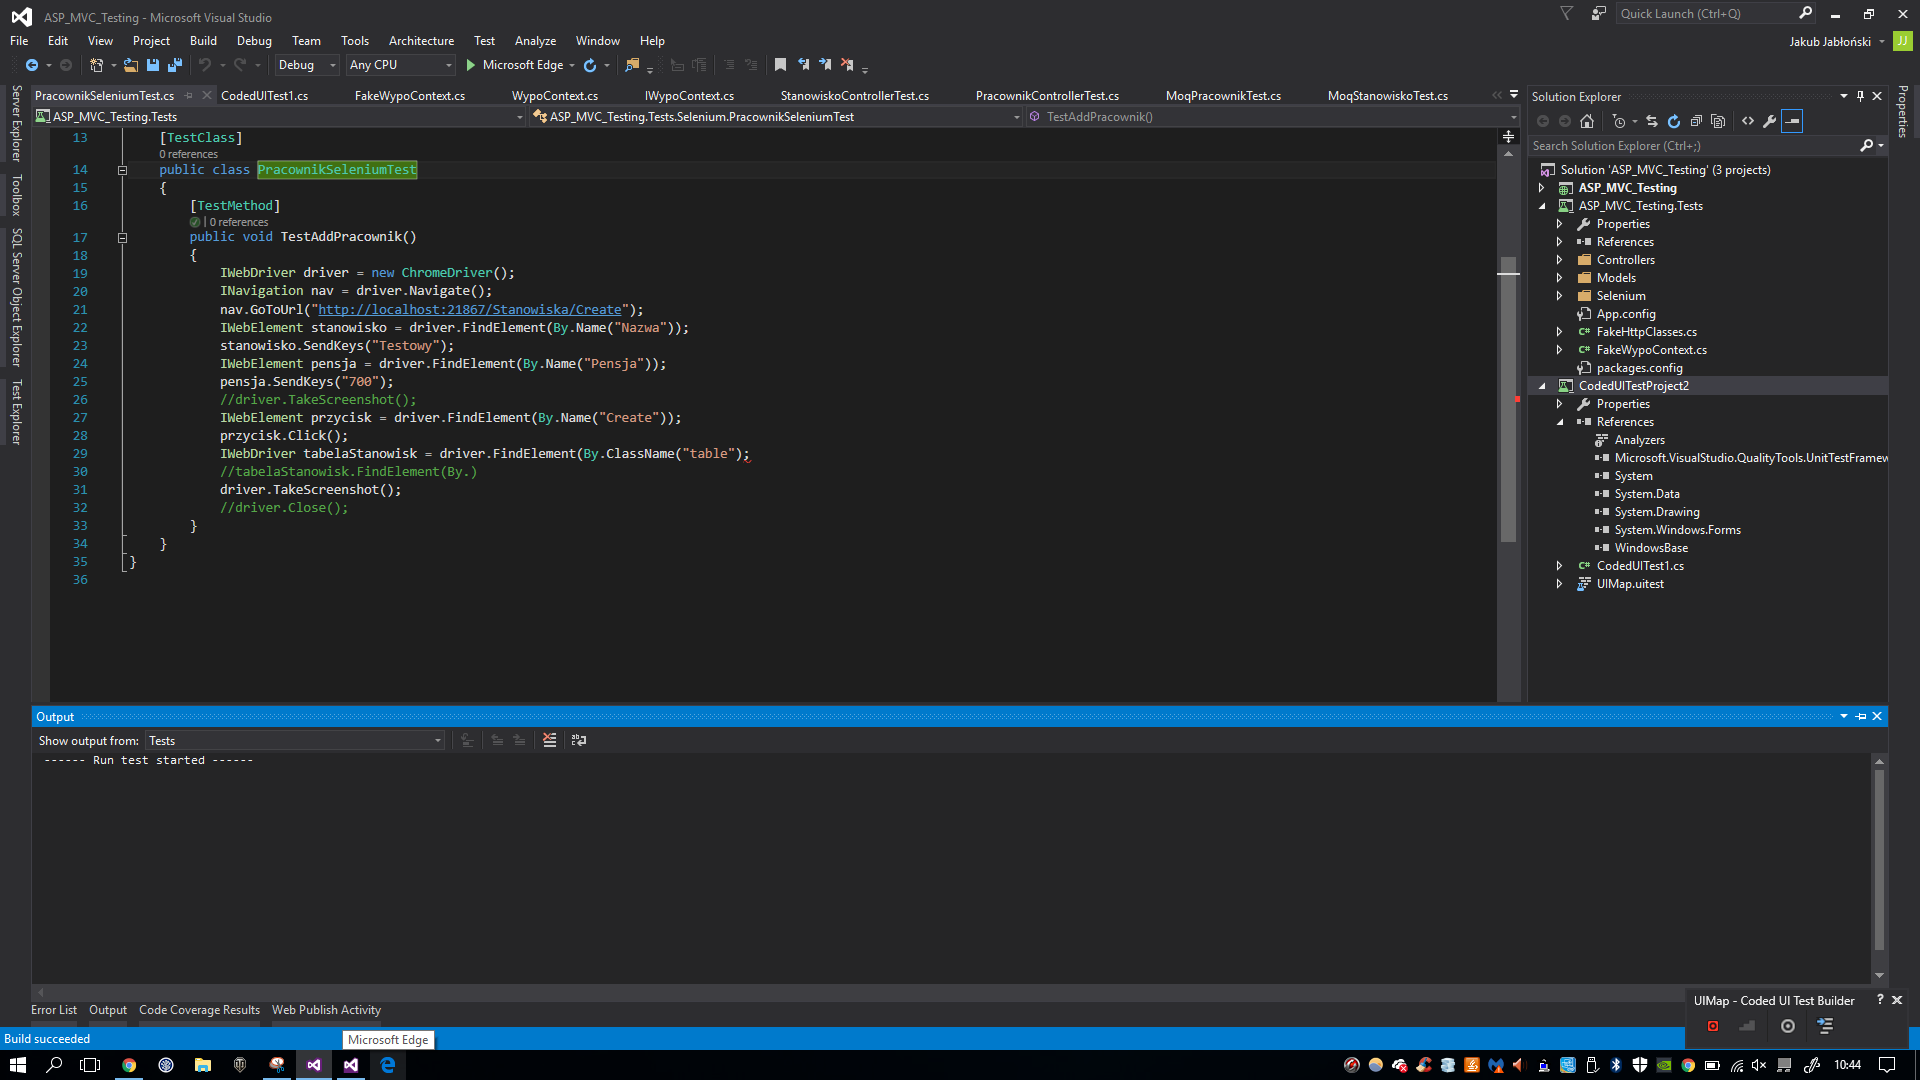 ASP_MVC_Testing - Microsoft Visual Studio
Quick Launch (Ctrl+Q)
File Edit View Project Build Debug Team Tools Architecture Test Analyze Window Help
Jakub Jabłoński JJ
Debug Any CPU Microsoft Edge
PracownikSeleniumTest.cs CodedUITest1.cs FakeWypoContext.cs WypoContext.cs IWypoContext.cs StanowiskoControllerTest.cs PracownikControllerTest.cs MoqPracownikTest.cs MoqStanowiskoTest.cs
ASP_MVC_Testing.Tests ASP_MVC_Testing.Tests.Selenium.PracownikSeleniumTest TestAddPracownik()
Server Explorer
Toolbox
SQL Server Object Explorer
Test Explorer
13 [TestClass]
0 references
14 public class PracownikSeleniumTest
15 {
16 [TestMethod]
| 0 references
17 public void TestAddPracownik()
18 {
19 IWebDriver driver = new ChromeDriver();
20 INavigation nav = driver.Navigate();
21 nav.GoToUrl("http://localhost:21867/Stanowiska/Create");
22 IWebElement stanowisko = driver.FindElement(By.Name("Nazwa"));
23 stanowisko.SendKeys("Testowy");
24 IWebElement pensja = driver.FindElement(By.Name("Pensja"));
25 pensja.SendKeys("700");
26 //driver.TakeScreenshot();
27 IWebElement przycisk = driver.FindElement(By.Name("Create"));
28 przycisk.Click();
29 IWebDriver tabelaStanowisk = driver.FindElement(By.ClassName("table");
30 //tabelaStanowisk.FindElement(By.)
31 driver.TakeScreenshot();
32 //driver.Close();
33 }
34 }
35 }
36
Solution Explorer
Search Solution Explorer (Ctrl+;)
Solution 'ASP_MVC_Testing' (3 projects)
ASP_MVC_Testing
ASP_MVC_Testing.Tests
Properties
References
Controllers
Models
Selenium
App.config
FakeHttpClasses.cs
FakeWypoContext.cs
packages.config
CodedUITestProject2
Properties
References
Analyzers
Microsoft.VisualStudio.QualityTools.UnitTestFramew
System
System.Data
System.Drawing
System.Windows.Forms
WindowsBase
CodedUITest1.cs
UIMap.uitest
Properties
Output
Show output from: Tests
------ Run test started ------
Error List Output Code Coverage Results Web Publish Activity
UIMap - Coded UI Test Builder ?
Build succeeded
Microsoft Edge
10:44